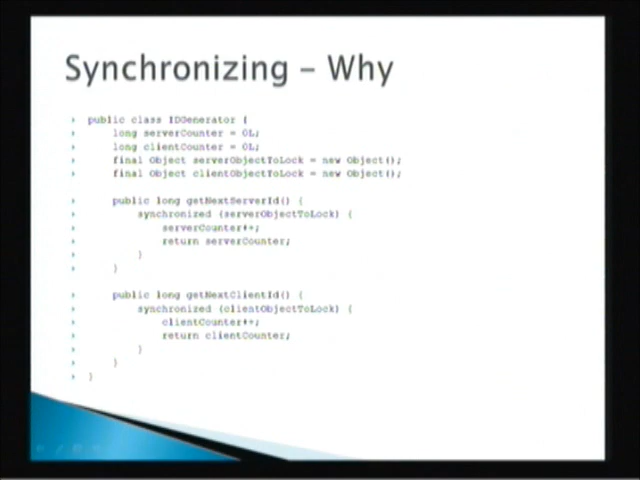 Synchronizing – Why
public class IDGenerator {
long serverCounter = 0L;
long clientCounter = 0L;
final Object serverObjectToLock = new Object();
final Object clientObjectToLock = new Object();
public long getNextServerId() {
synchronized (serverObjectToLock) {
serverCounter++;
return serverCounter;
}
}
public long getNextClientId() {
synchronized (clientObjectToLock) {
clientCounter++;
return clientCounter;
}
}
}